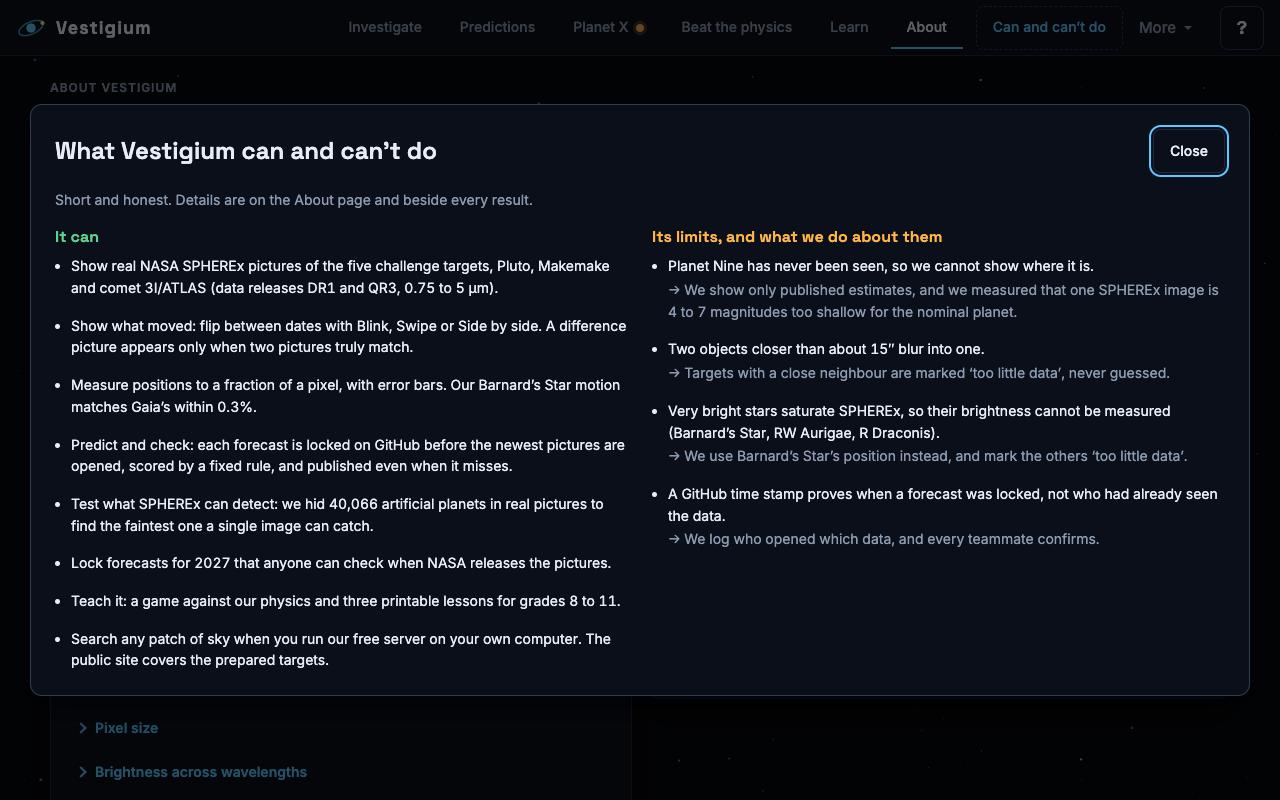 Vestigium
Investigate
Predictions
Planet X
Beat the physics
Learn
About
Can and can’t do
More
?
ABOUT VESTIGIUM
What Vestigium can and can’t do
Close
Short and honest. Details are on the About page and beside every result.
It can
• Show real NASA SPHEREx pictures of the five challenge targets, Pluto, Makemake
and comet 3I/ATLAS (data releases DR1 and QR3, 0.75 to 5 µm).
• Show what moved: flip between dates with Blink, Swipe or Side by side. A difference
picture appears only when two pictures truly match.
• Measure positions to a fraction of a pixel, with error bars. Our Barnard’s Star motion
matches Gaia’s within 0.3%.
• Predict and check: each forecast is locked on GitHub before the newest pictures are
opened, scored by a fixed rule, and published even when it misses.
• Test what SPHEREx can detect: we hid 40,066 artificial planets in real pictures to
find the faintest one a single image can catch.
• Lock forecasts for 2027 that anyone can check when NASA releases the pictures.
• Teach it: a game against our physics and three printable lessons for grades 8 to 11.
• Search any patch of sky when you run our free server on your own computer. The
public site covers the prepared targets.
Its limits, and what we do about them
• Planet Nine has never been seen, so we cannot show where it is.
→ We show only published estimates, and we measured that one SPHEREx image is
4 to 7 magnitudes too shallow for the nominal planet.
• Two objects closer than about 15″ blur into one.
→ Targets with a close neighbour are marked ‘too little data’, never guessed.
• Very bright stars saturate SPHEREx, so their brightness cannot be measured
(Barnard’s Star, RW Aurigae, R Draconis).
→ We use Barnard’s Star’s position instead, and mark the others ‘too little data’.
• A GitHub time stamp proves when a forecast was locked, not who had already seen
the data.
→ We log who opened which data, and every teammate confirms.
Pixel size
Brightness across wavelengths